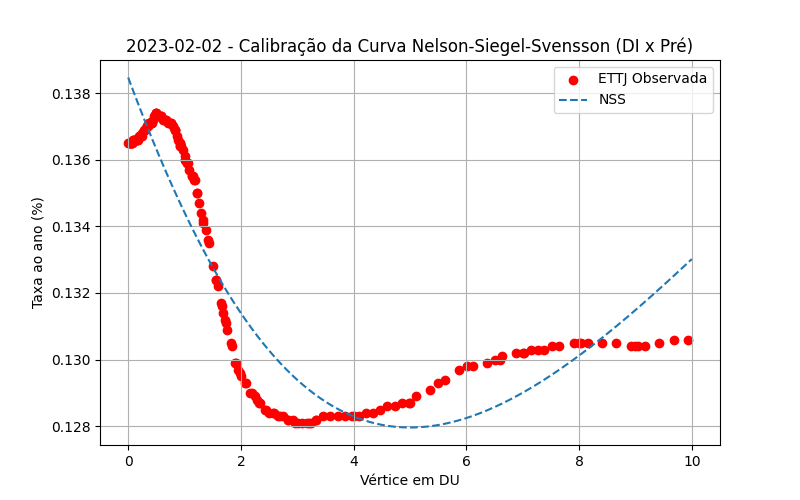 2023-02-02 - Calibração da Curva Nelson-Siegel-Svensson (DI x Pré)
ETTJ Observada
NSS
Taxa ao ano (%)
0.138
0.136
0.134
0.132
0.130
0.128
0
2
4
6
8
10
Vértice em DU